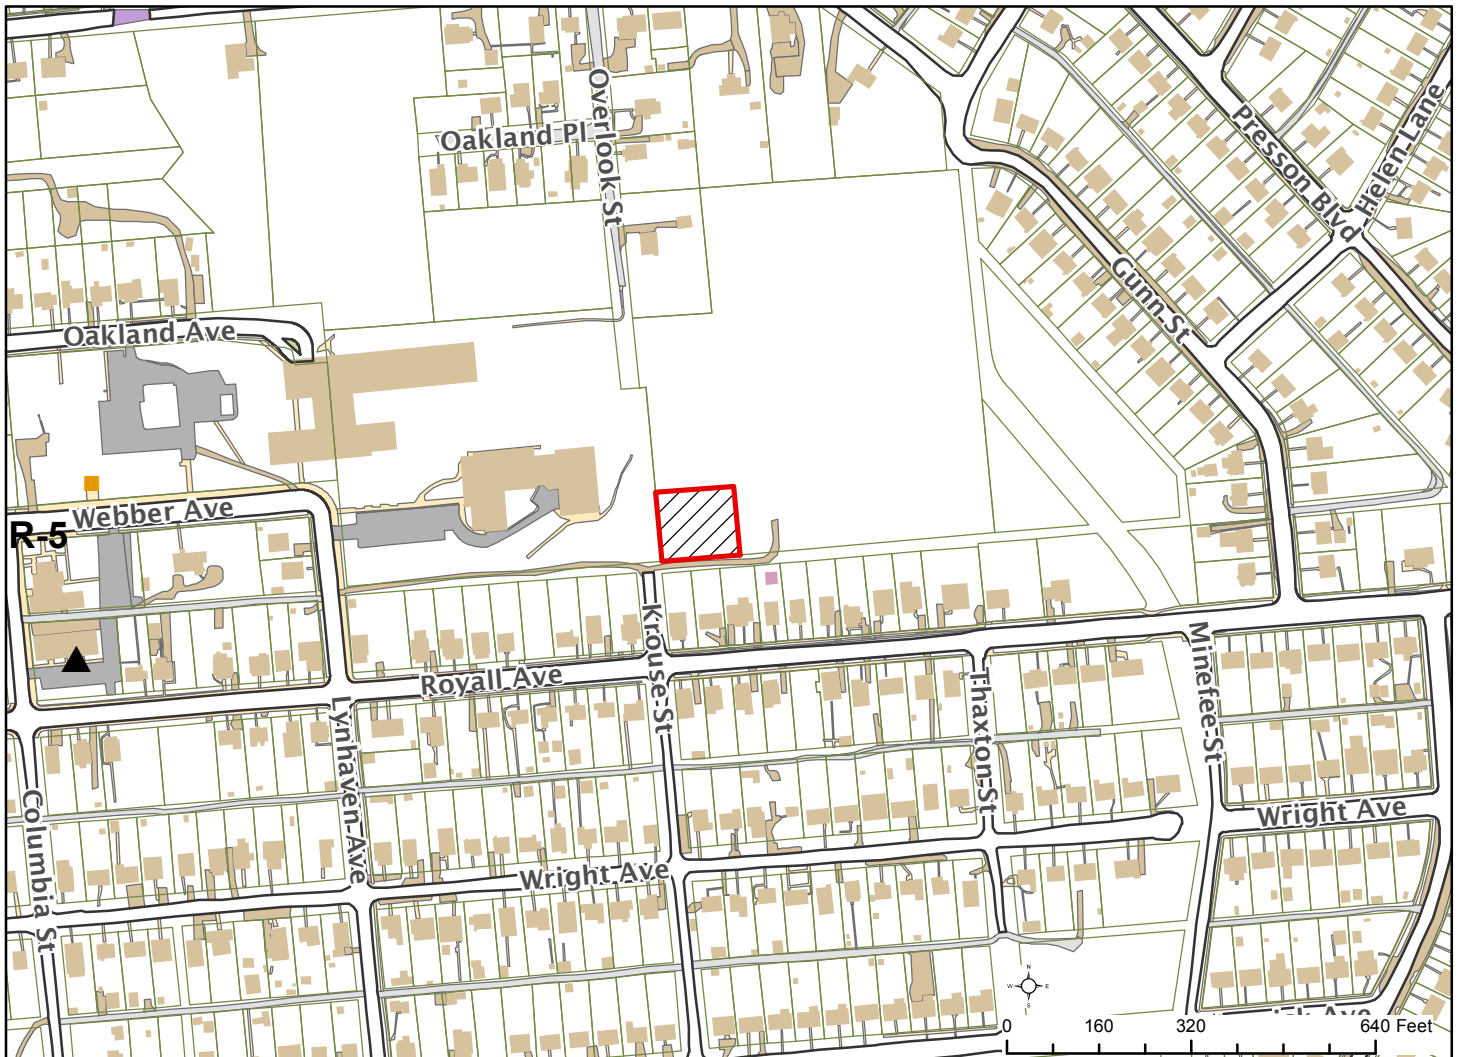 Overlook St
Oakland Pl
Presson Blvd
Helen Lane
Gunn St
Oakland Ave
Webber Ave
R-5
Krouse St
Royall Ave
Minefee St
Thaxton St
Lynhaven Ave
Columbia St
Wright Ave
Wright Ave
N
W E
S
0 160 320 640 Feet